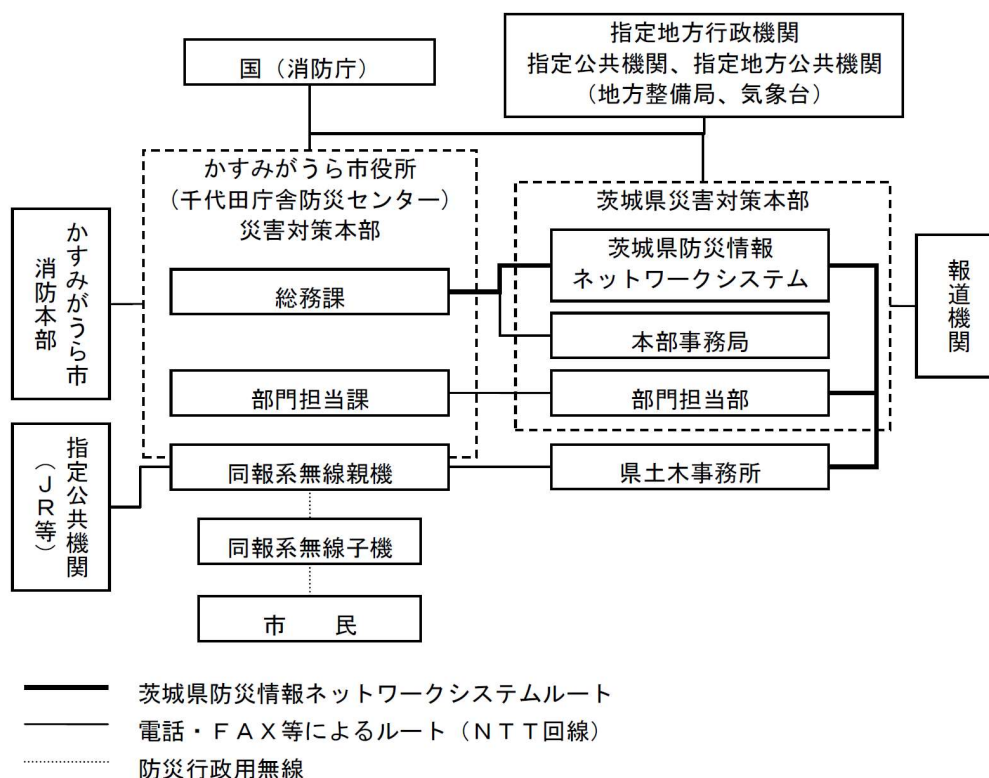 国（消防庁）
指定地方行政機関
指定公共機関、指定地方公共機関
（地方整備局、気象台）
かすみがうら市役所
（千代田庁舎防災センター）
災害対策本部
茨城県災害対策本部
かすみがうら市
消防本部
茨城県防災情報
ネットワークシステム
報道機関
総務課
本部事務局
部門担当課
部門担当部
指定公共機関
（ＪＲ等）
同報系無線親機
県土木事務所
同報系無線子機
市　　民
茨城県防災情報ネットワークシステムルート
電話・ＦＡＸ等によるルート（ＮＴＴ回線）
防災行政用無線